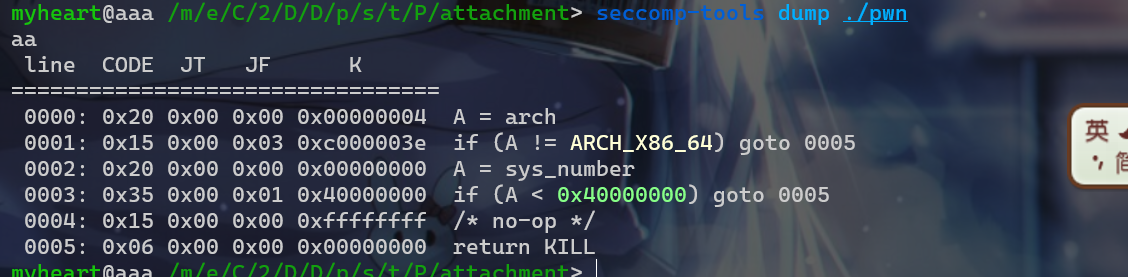 myheart@aaa /m/e/C/2/D/D/p/s/t/P/attachment> seccomp-tools dump ./pwn
aa
 line  CODE  JT   JF      K
=================================
 0000: 0x20 0x00 0x00 0x00000004  A = arch
 0001: 0x15 0x00 0x03 0xc000003e  if (A != ARCH_X86_64) goto 0005
 0002: 0x20 0x00 0x00 0x00000000  A = sys_number
 0003: 0x35 0x00 0x01 0x40000000  if (A < 0x40000000) goto 0005
 0004: 0x15 0x00 0x00 0xffffffff  /* no-op */
 0005: 0x06 0x00 0x00 0x00000000  return KILL
myheart@aaa /m/e/C/2/D/D/p/s/t/P/attachment>
英
简